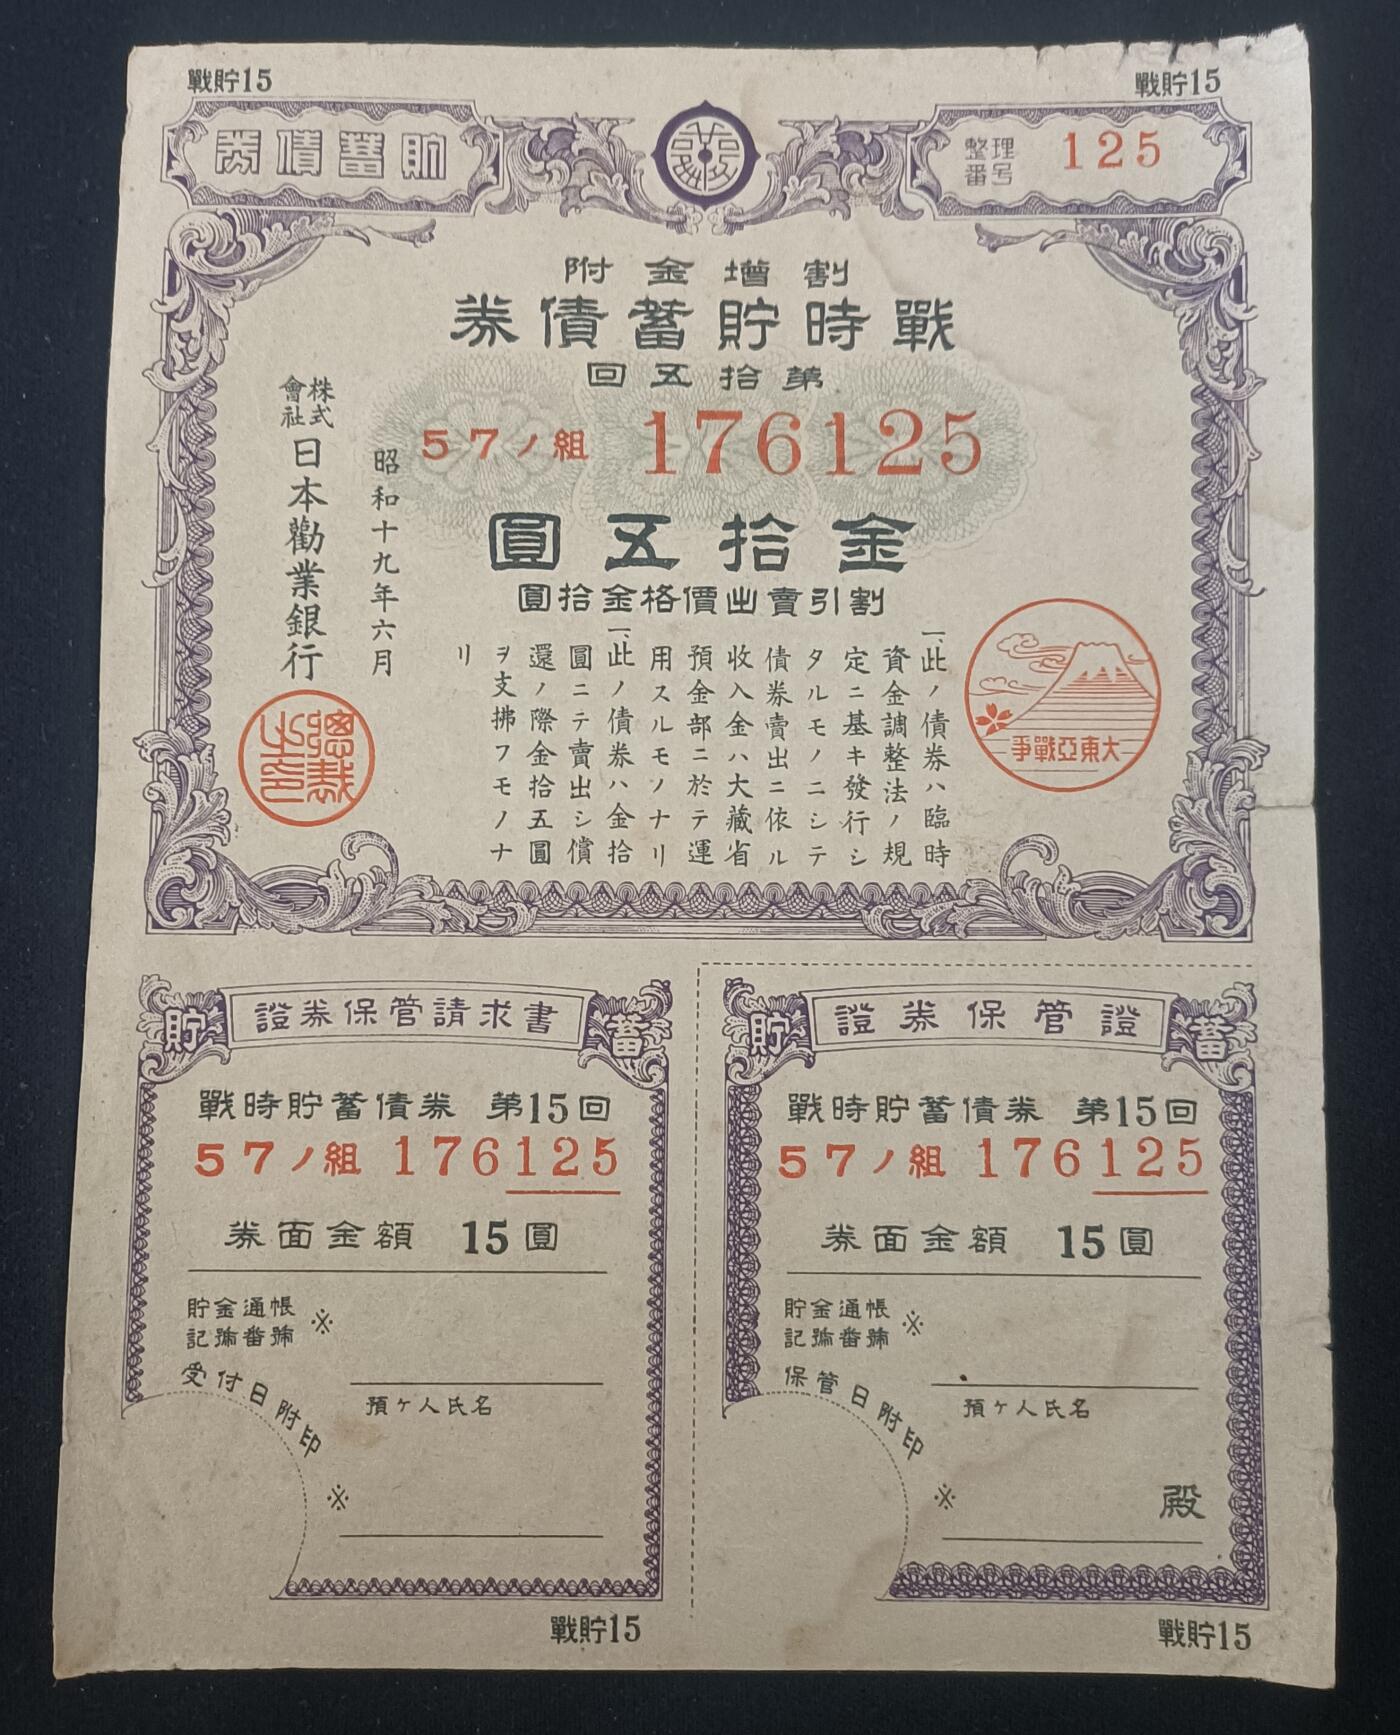 戰貯15
戰貯15
貯蓄債券
整理番号 125
割增金附
戰時貯蓄債券
第拾五回
57ノ組 176125
金拾五圓
割引賣出價格金拾圓
一、此ノ債券ハ臨時
資金調整法ノ規
定ニ基キ發行シ
タルモノニシテ
債券賣出ニ依ル
收入金ハ大藏省
預金部ニ於テ運
用スルモノナリ
一、此ノ債券ハ金拾
圓ニテ賣出シ償
還ノ際金拾五圓
ヲ支拂フモノナ
リ
大東亞戰爭
昭和十九年六月
株式會社日本勸業銀行
總裁之印
貯 證券保管請求書 蓄
戰時貯蓄債券 第15回
57ノ組 176125
券面金額 15圓
貯金通帳
記號番號 ※
受付日附印
預ケ人氏名
※
戰貯15
貯 證券保管證 蓄
戰時貯蓄債券 第15回
57ノ組 176125
券面金額 15圓
貯金通帳
記號番號 ※
保管日附印
預ケ人氏名
※ 殿
戰貯15